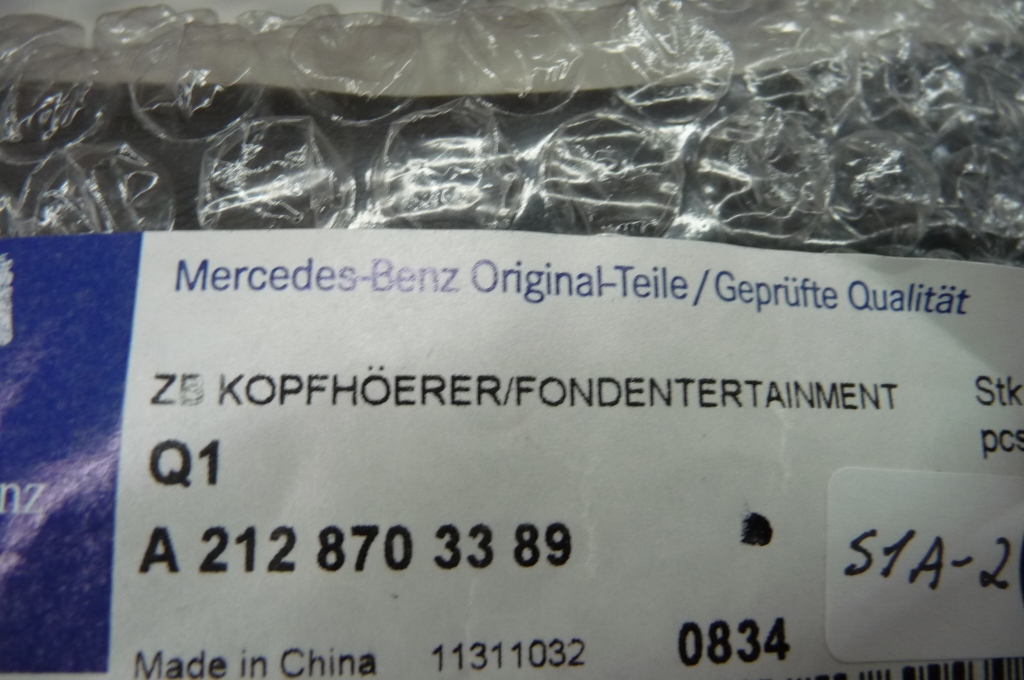 Mercedes-Benz Original-Teile/Geprüfte Qualität
ZB KOPFHÖERER/FONDENTERTAINMENT Stk
Q1 pcs
A 212 870 33 89
S1A-2
Made in China 11311032 0834
nz